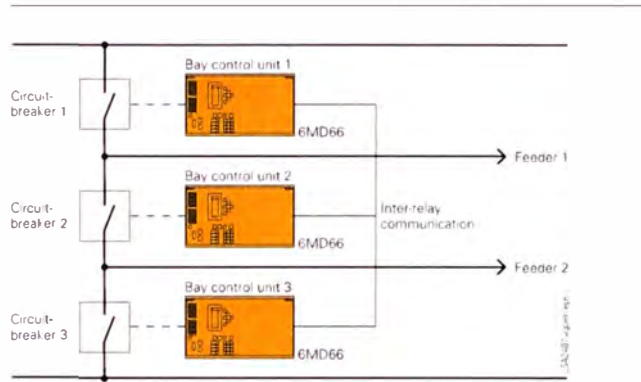 Bay control unit 1
Circuit-
breaker 1
6MD66
Feeder 1
Bay control unit 2
Circuit-
breaker 2
Inter-relay
communication
6MD66
Feeder 2
Bay control unit 3
Circuit-
breaker 3
6MD66